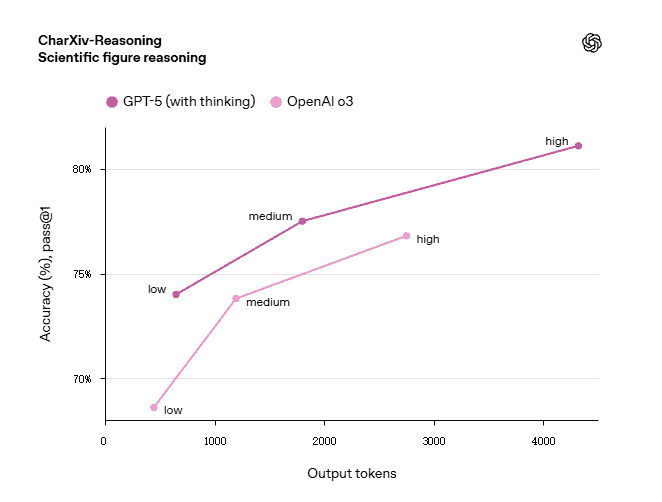 CharXiv-Reasoning
Scientific figure reasoning
GPT-5 (with thinking)
OpenAI o3
high
80%
medium
high
75%
low
medium
70%
low
Accuracy (%), pass@1
0
1000
2000
3000
4000
Output tokens